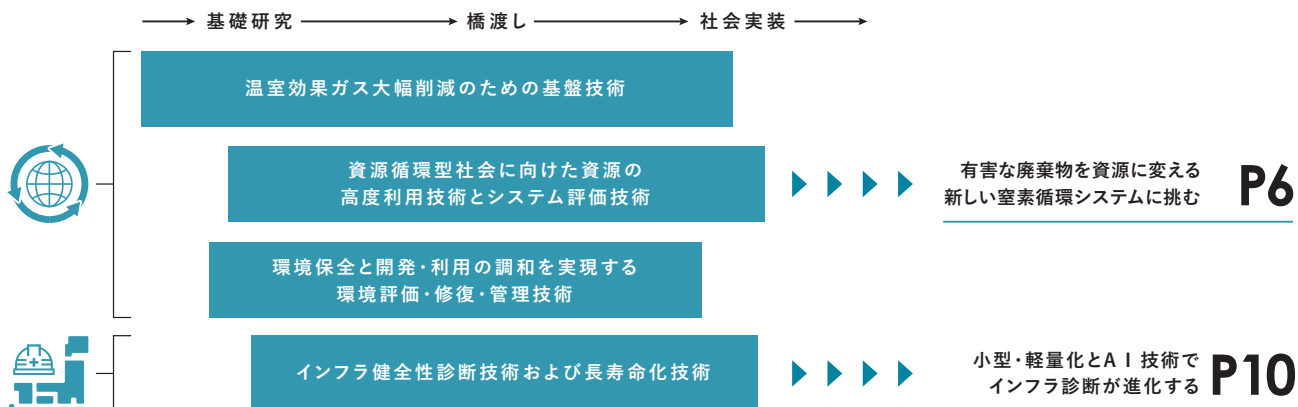 基礎研究 橋渡し 社会実装
温室効果ガス大幅削減のための基盤技術
資源循環型社会に向けた資源の
高度利用技術とシステム評価技術
有害な廃棄物を資源に変える
新しい窒素循環システムに挑む
P6
環境保全と開発・利用の調和を実現する
環境評価・修復・管理技術
インフラ健全性診断技術および長寿命化技術
小型・軽量化とAI技術で
インフラ診断が進化する
P10